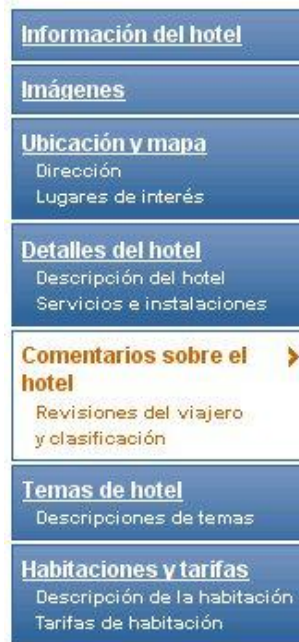 Información del hotel
Imágenes
Ubicación y mapa
Dirección
Lugares de interés
Detalles del hotel
Descripción del hotel
Servicios e instalaciones
Comentarios sobre el
hotel
Revisiones del viajero
y clasificación
Temas de hotel
Descripciones de temas
Habitaciones y tarifas
Descripción de la habitación
Tarifas de habitación